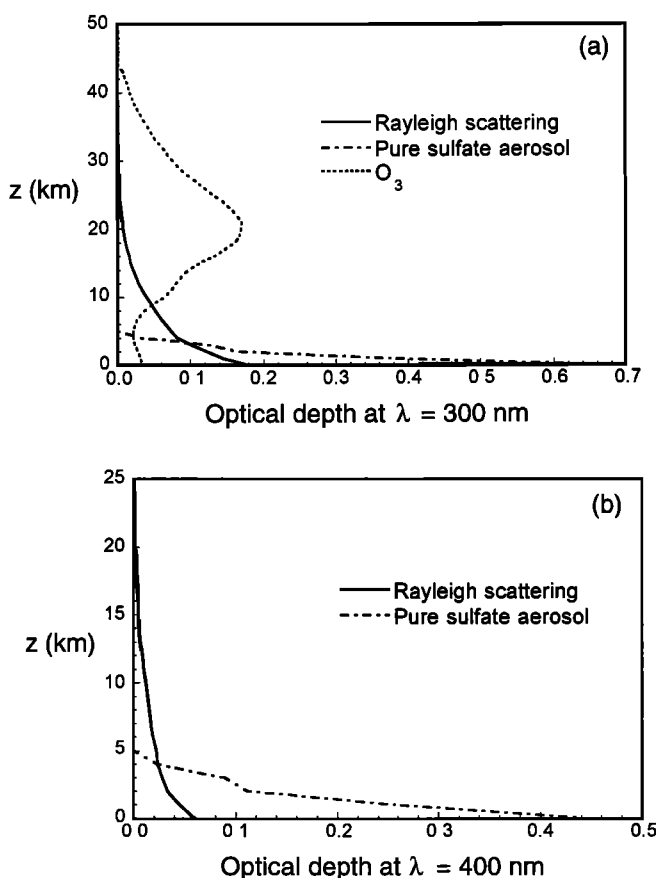 50
(a)
40
Rayleigh scattering
Pure sulfate aerosol
30
O3
z (km)
20
10
0
0.0 0.1 0.2 0.3 0.4 0.5 0.6 0.7
Optical depth at λ = 300 nm
25
(b)
20
Rayleigh scattering
Pure sulfate aerosol
15
z (km)
10
5
0
0 0 0 1 0.2 0.3 0.4 0.5
Optical depth at λ = 400 nm